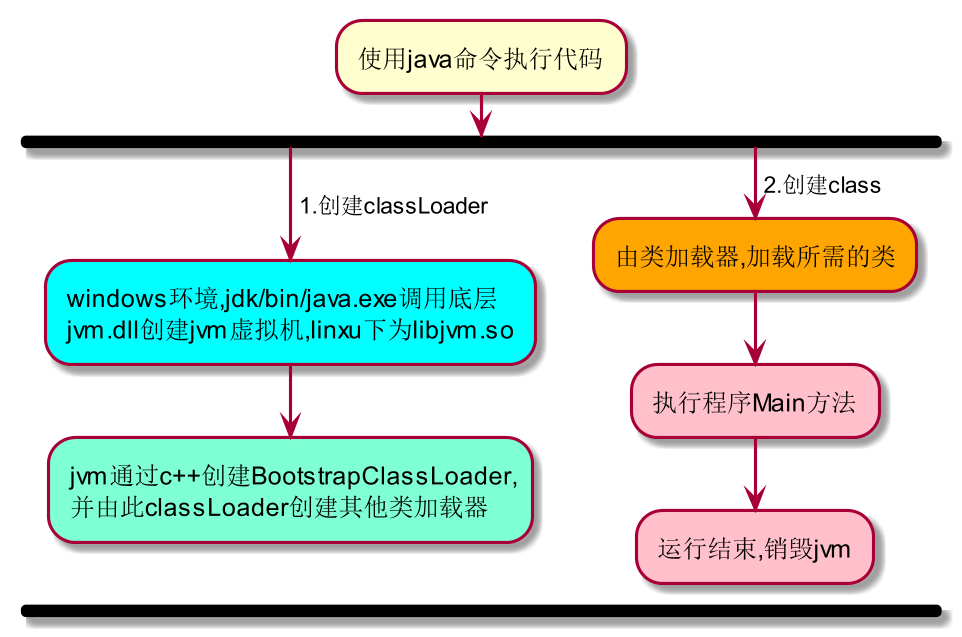 使用java命令执行代码
1.创建classLoader
windows环境,jdk/bin/java.exe调用底层
jvm.dll创建jvm虚拟机,linxu下为libjvm.so
jvm通过c++创建BootstrapClassLoader,
并由此classLoader创建其他类加载器
2.创建class
由类加载器,加载所需的类
执行程序Main方法
运行结束,销毁jvm